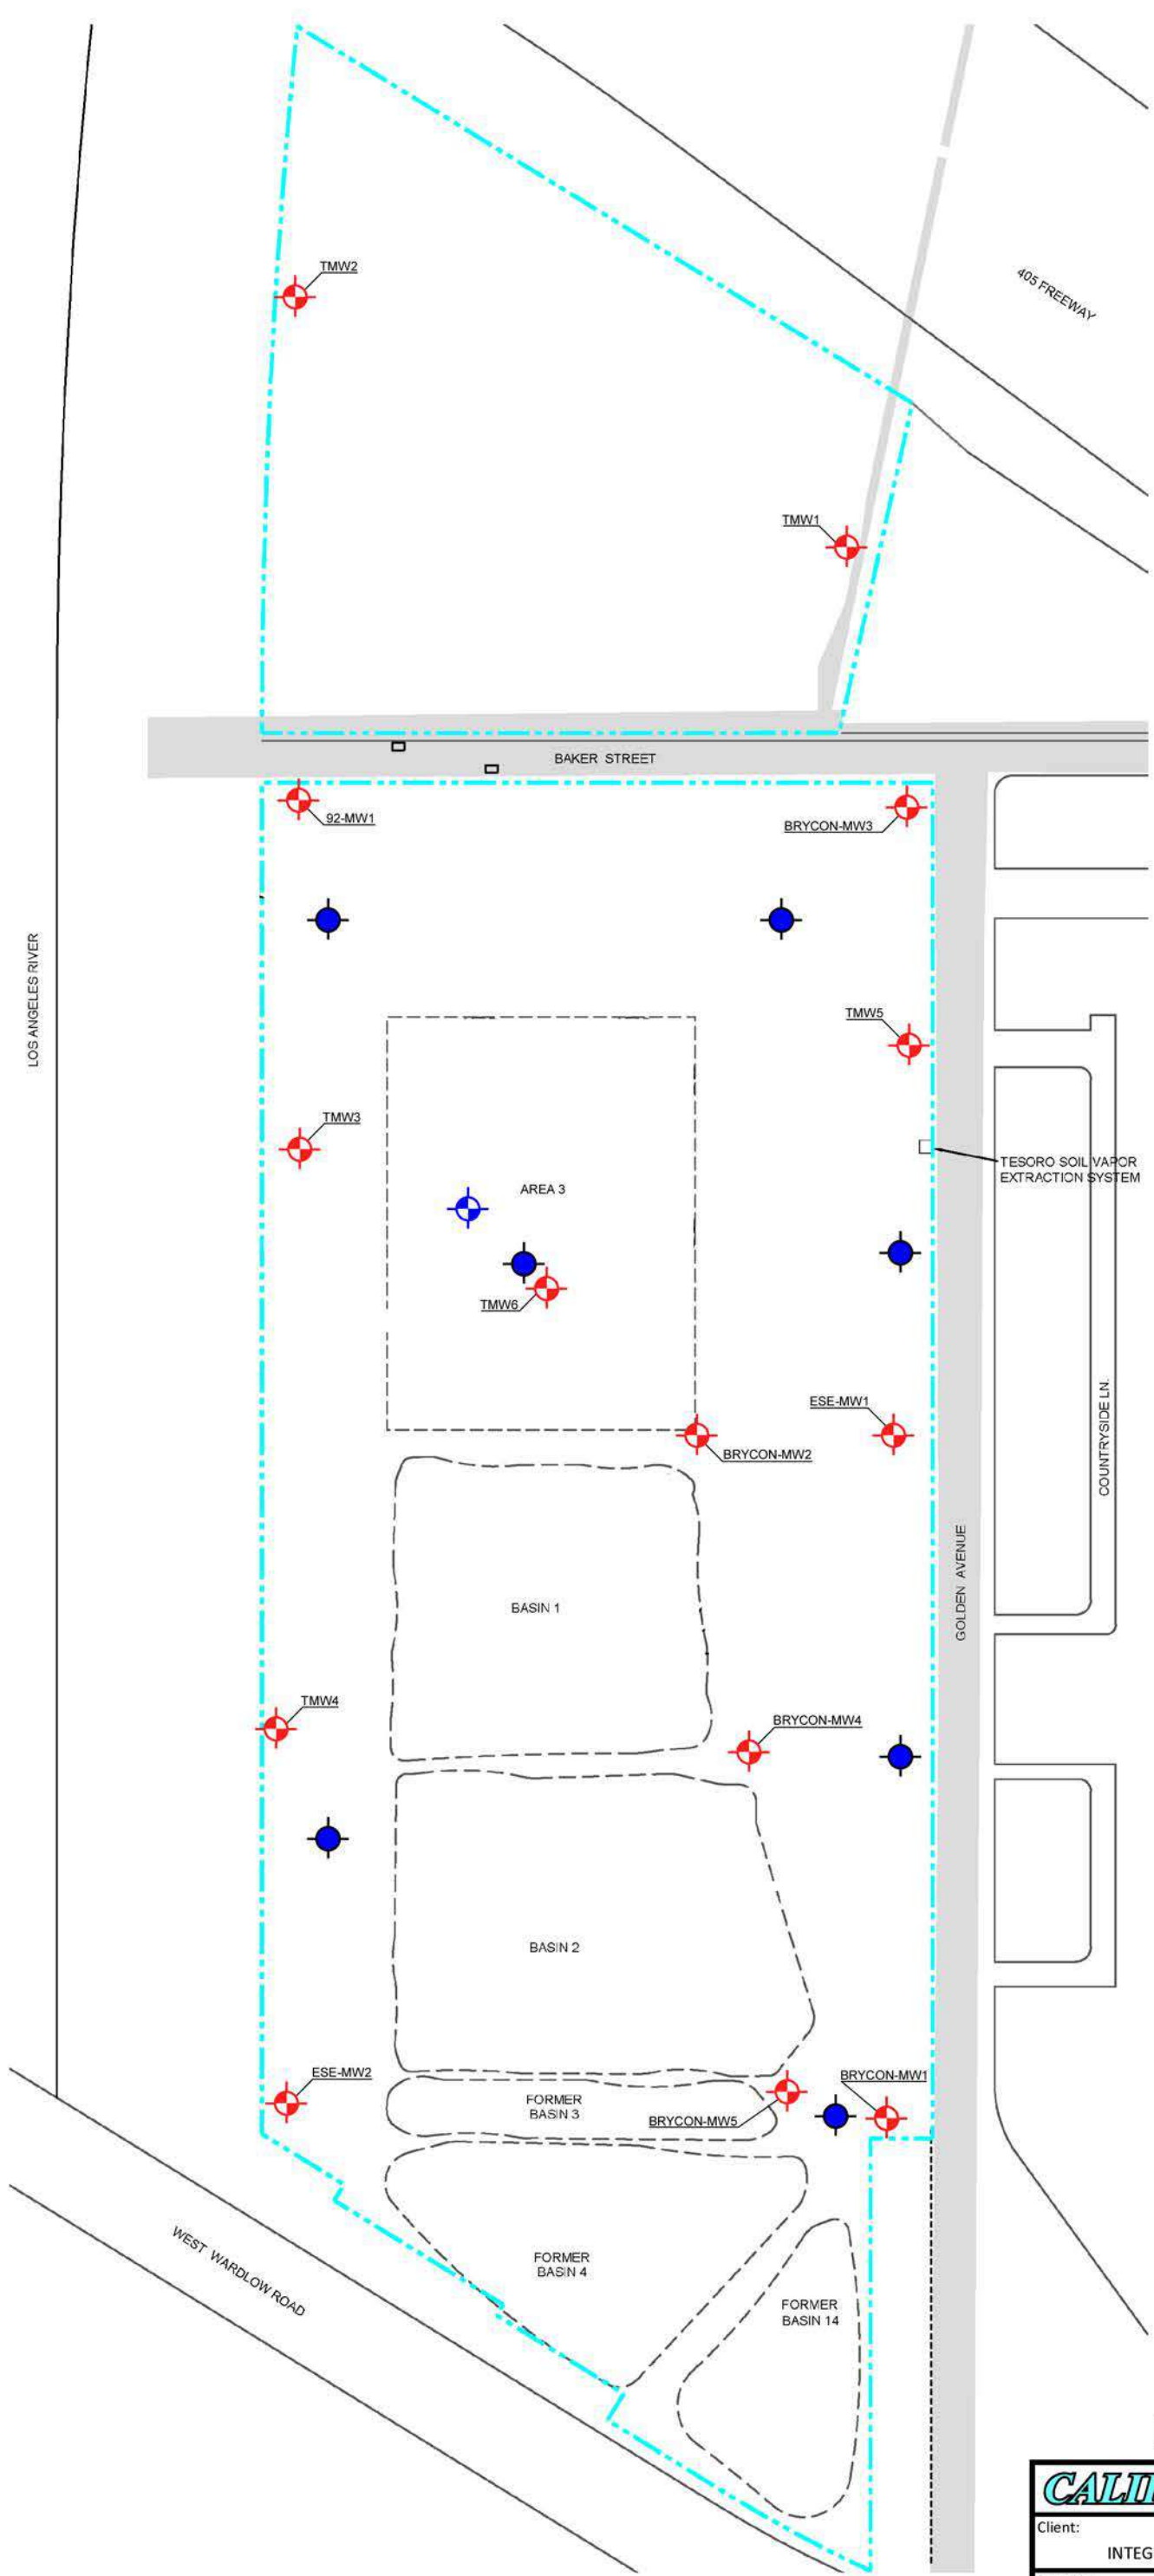 TMW2
405 FREEWAY
TMW1
BAKER STREET
92-MW1
BRYCON-MW3
LOS ANGELES RIVER
TMW5
TMW3
TESORO SOIL VAPOR
EXTRACTION SYSTEM
AREA 3
TMW6
ESE-MW1
BRYCON-MW2
COUNTRYSIDE LN.
GOLDEN AVENUE
BASIN 1
TMW4
BRYCON-MW4
BASIN 2
ESE-MW2
BRYCON-MW1
FORMER
BASIN 3
BRYCON-MW5
WEST WARDLOW ROAD
FORMER
BASIN 4
FORMER
BASIN 14
Client:
INTEG